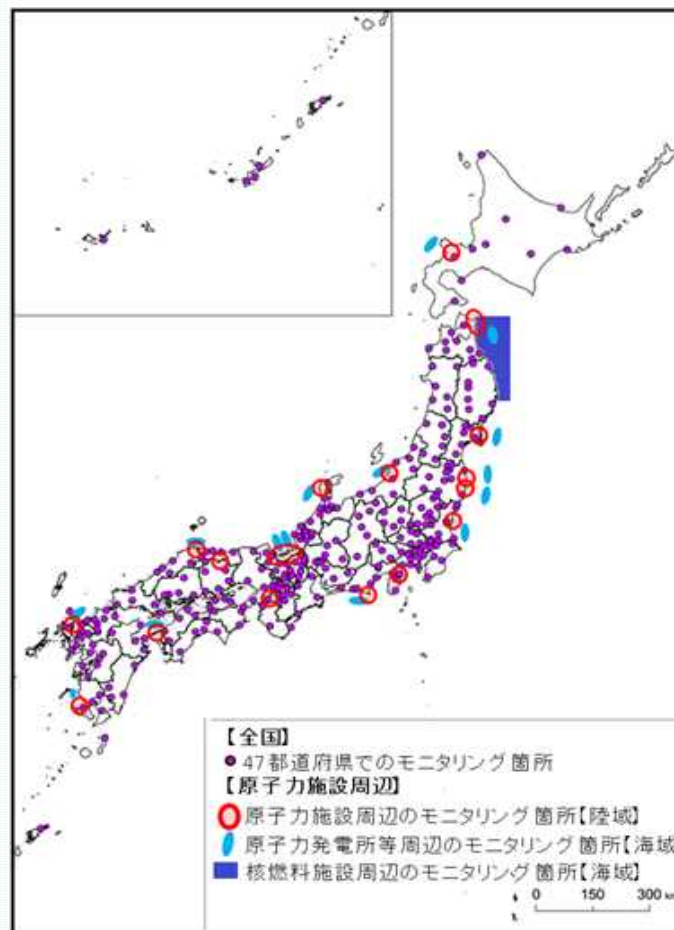 【全国】
47都道府県でのモニタリング箇所
【原子力施設周辺】
原子力施設周辺のモニタリング箇所【陸域】
原子力発電所等周辺のモニタリング箇所【海域
核燃料施設周辺のモニタリング箇所【海域】
0 150 300 km